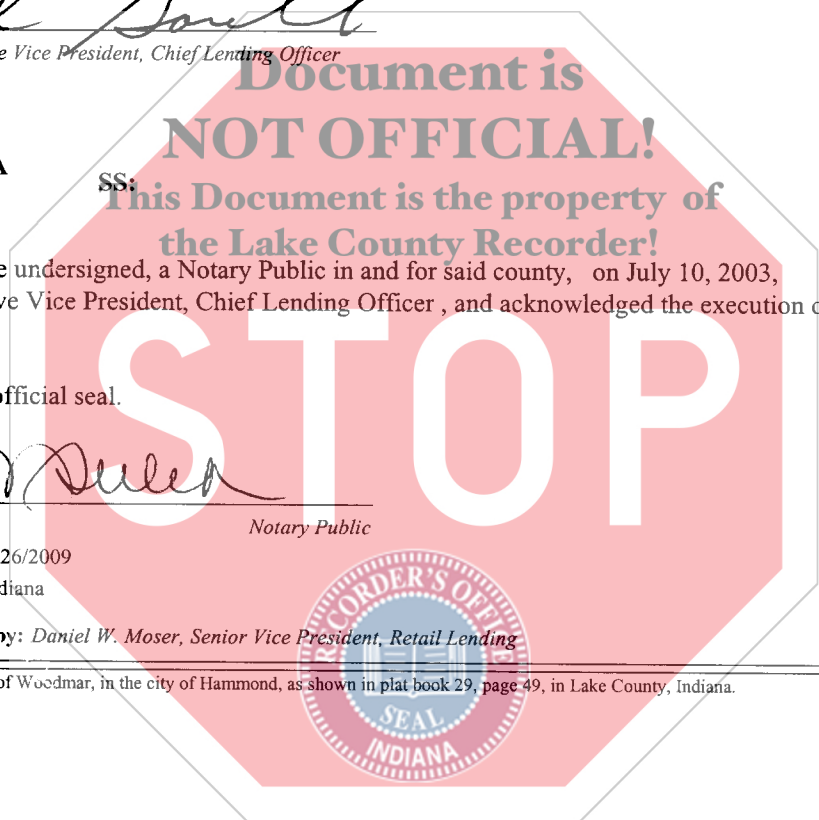 e Vice President, Chief Lending Officer
Document is
NOT OFFICIAL!
A
SS:
This Document is the property of
the Lake County Recorder!
e undersigned, a Notary Public in and for said county, on July 10, 2003,
ve Vice President, Chief Lending Officer , and acknowledged the execution o
STOP
official seal.
Notary Public
26/2009
diana
RECORDER'S OFFICE
by: Daniel W. Moser, Senior Vice President, Retail Lending
of Woodmar, in the city of Hammond, as shown in plat book 29, page 49, in Lake County, Indiana.
SEAL
INDIANA